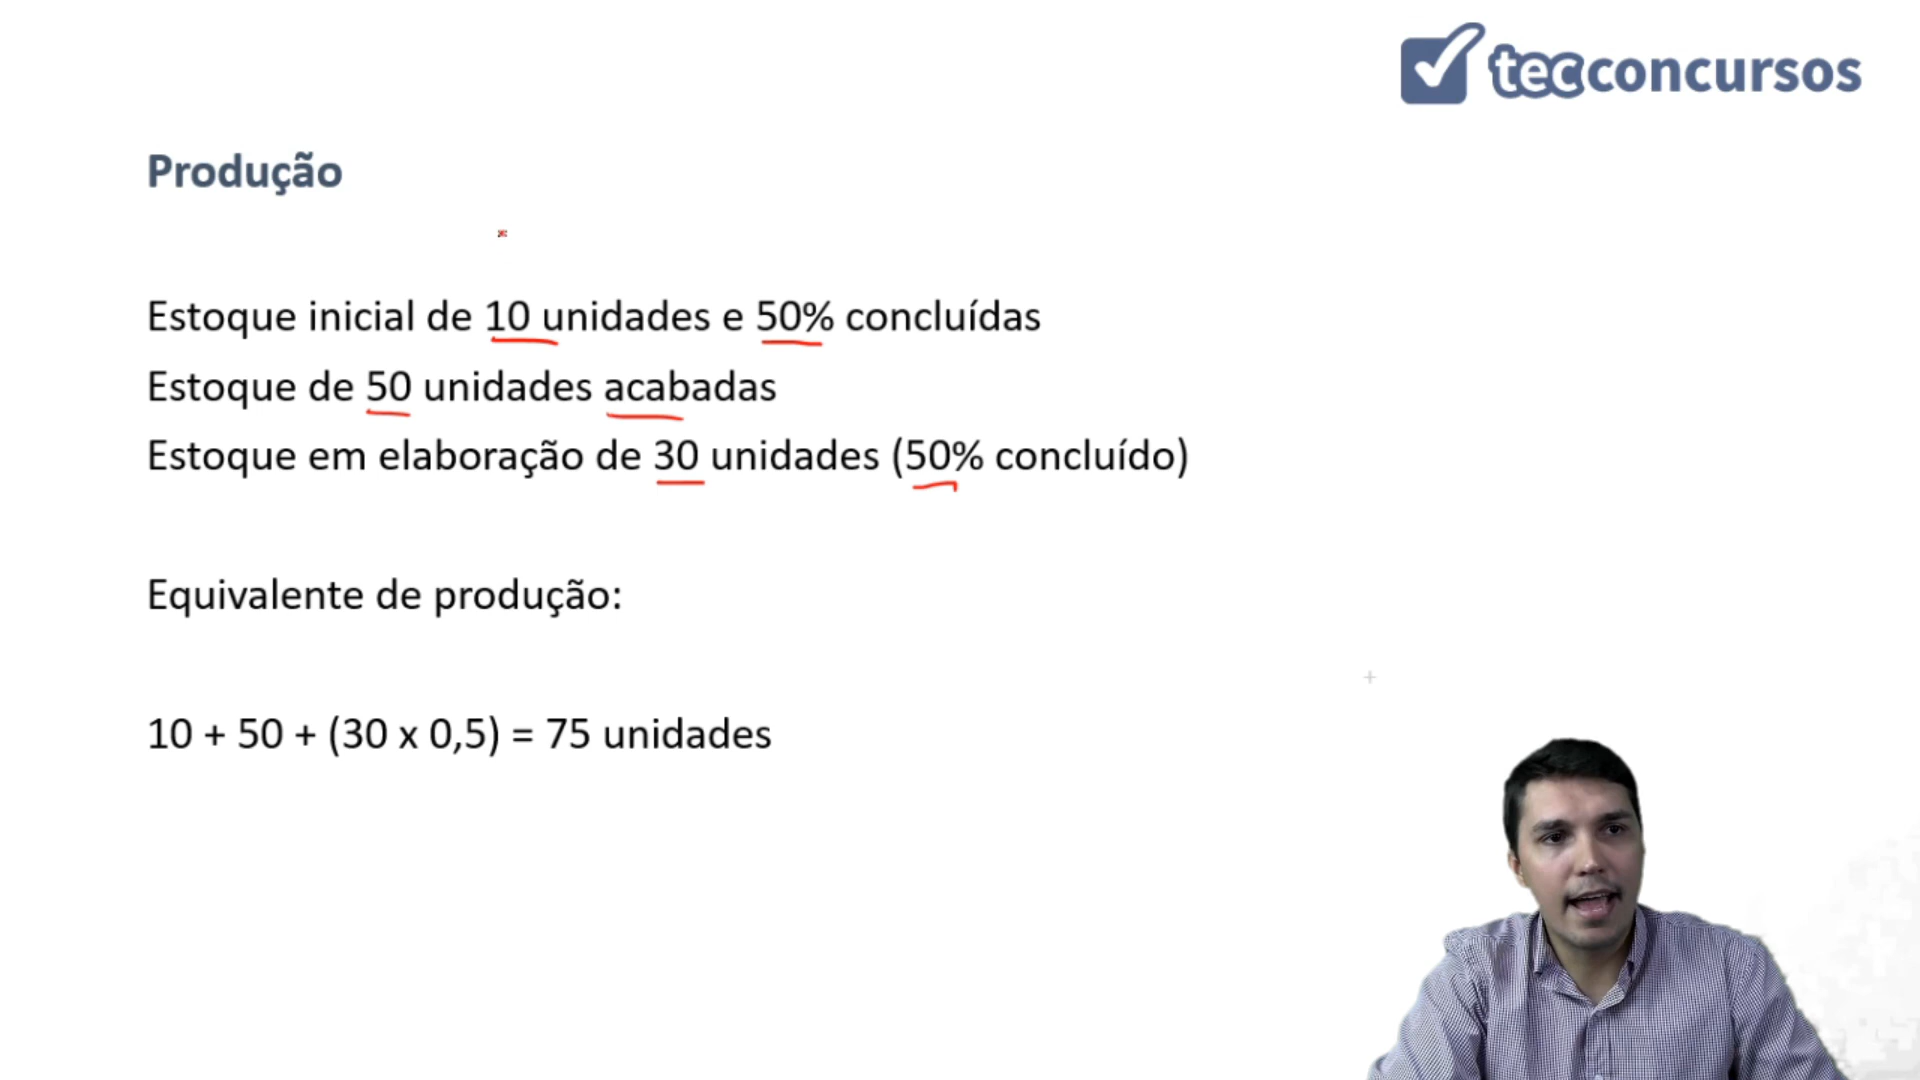 tecconcursos
Produção
Estoque inicial de 10 unidades e 50% concluídas
Estoque de 50 unidades acabadas
Estoque em elaboração de 30 unidades (50% concluído)
Equivalente de produção:
10 + 50 + (30 x 0,5) = 75 unidades